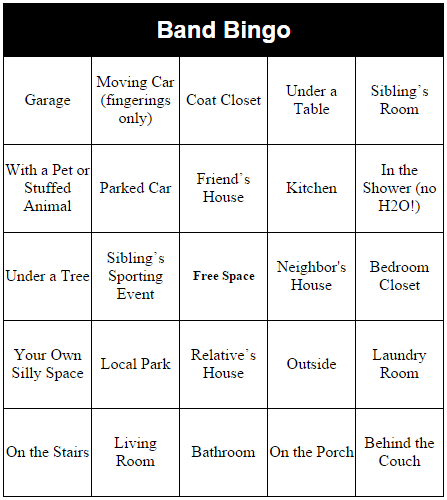 Band Bingo
Garage
Moving Car
(fingerings
only)
Coat Closet
Under a
Table
Sibling's
Room
With a Pet or
Stuffed
Animal
Parked Car
Friend's
House
Kitchen
In the
Shower (no
H2O!)
Under a Tree
Sibling's
Sporting
Event
Free Space
Neighbor's
House
Bedroom
Closet
Your Own
Silly Space
Local Park
Relative's
House
Outside
Laundry
Room
On the Stairs
Living
Room
Bathroom
On the Porch
Behind the
Couch